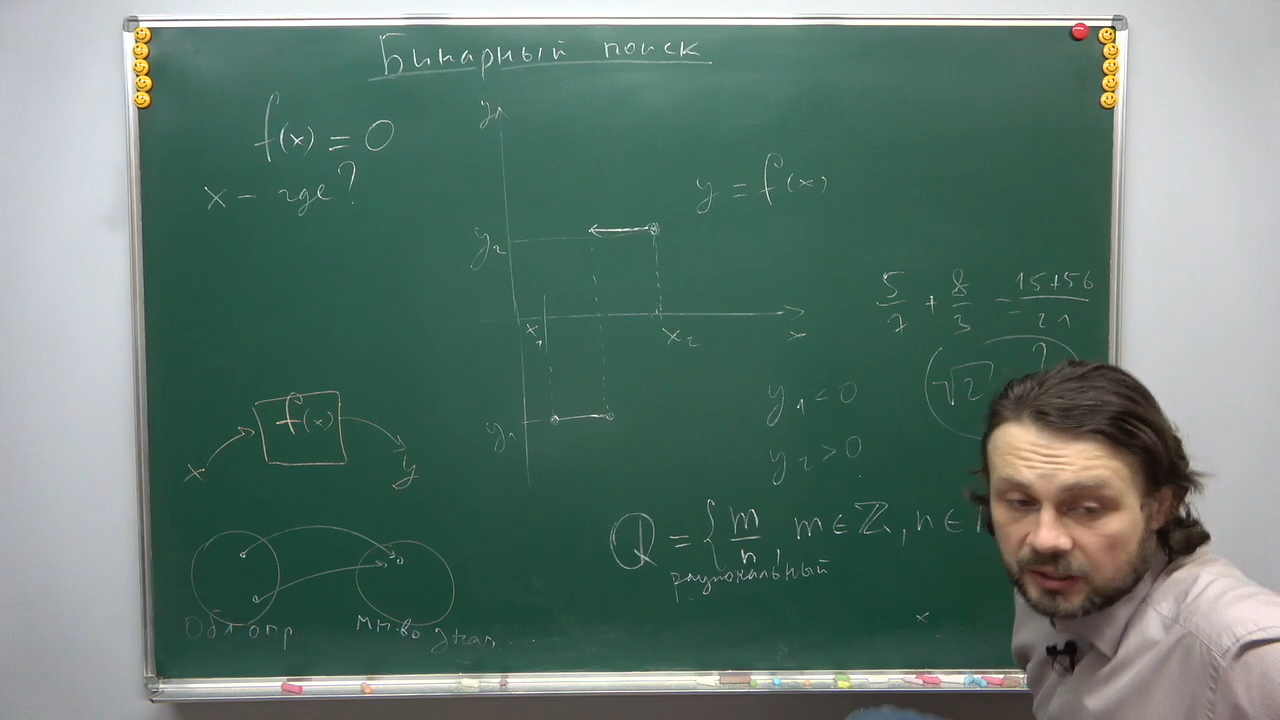 Бинарный поиск
f(x) = 0
x - где?
y
y = f(x)
y₂
x₁
x₂
x
5/7 + 8/3 = 15+56/21
√2 ?
y₁ < 0
y₂ > 0
y₁
f(x)
x
y
Q = { m/n, m ∈ ℤ, n ∈
рациональный
Обл опр
Мн-во знач